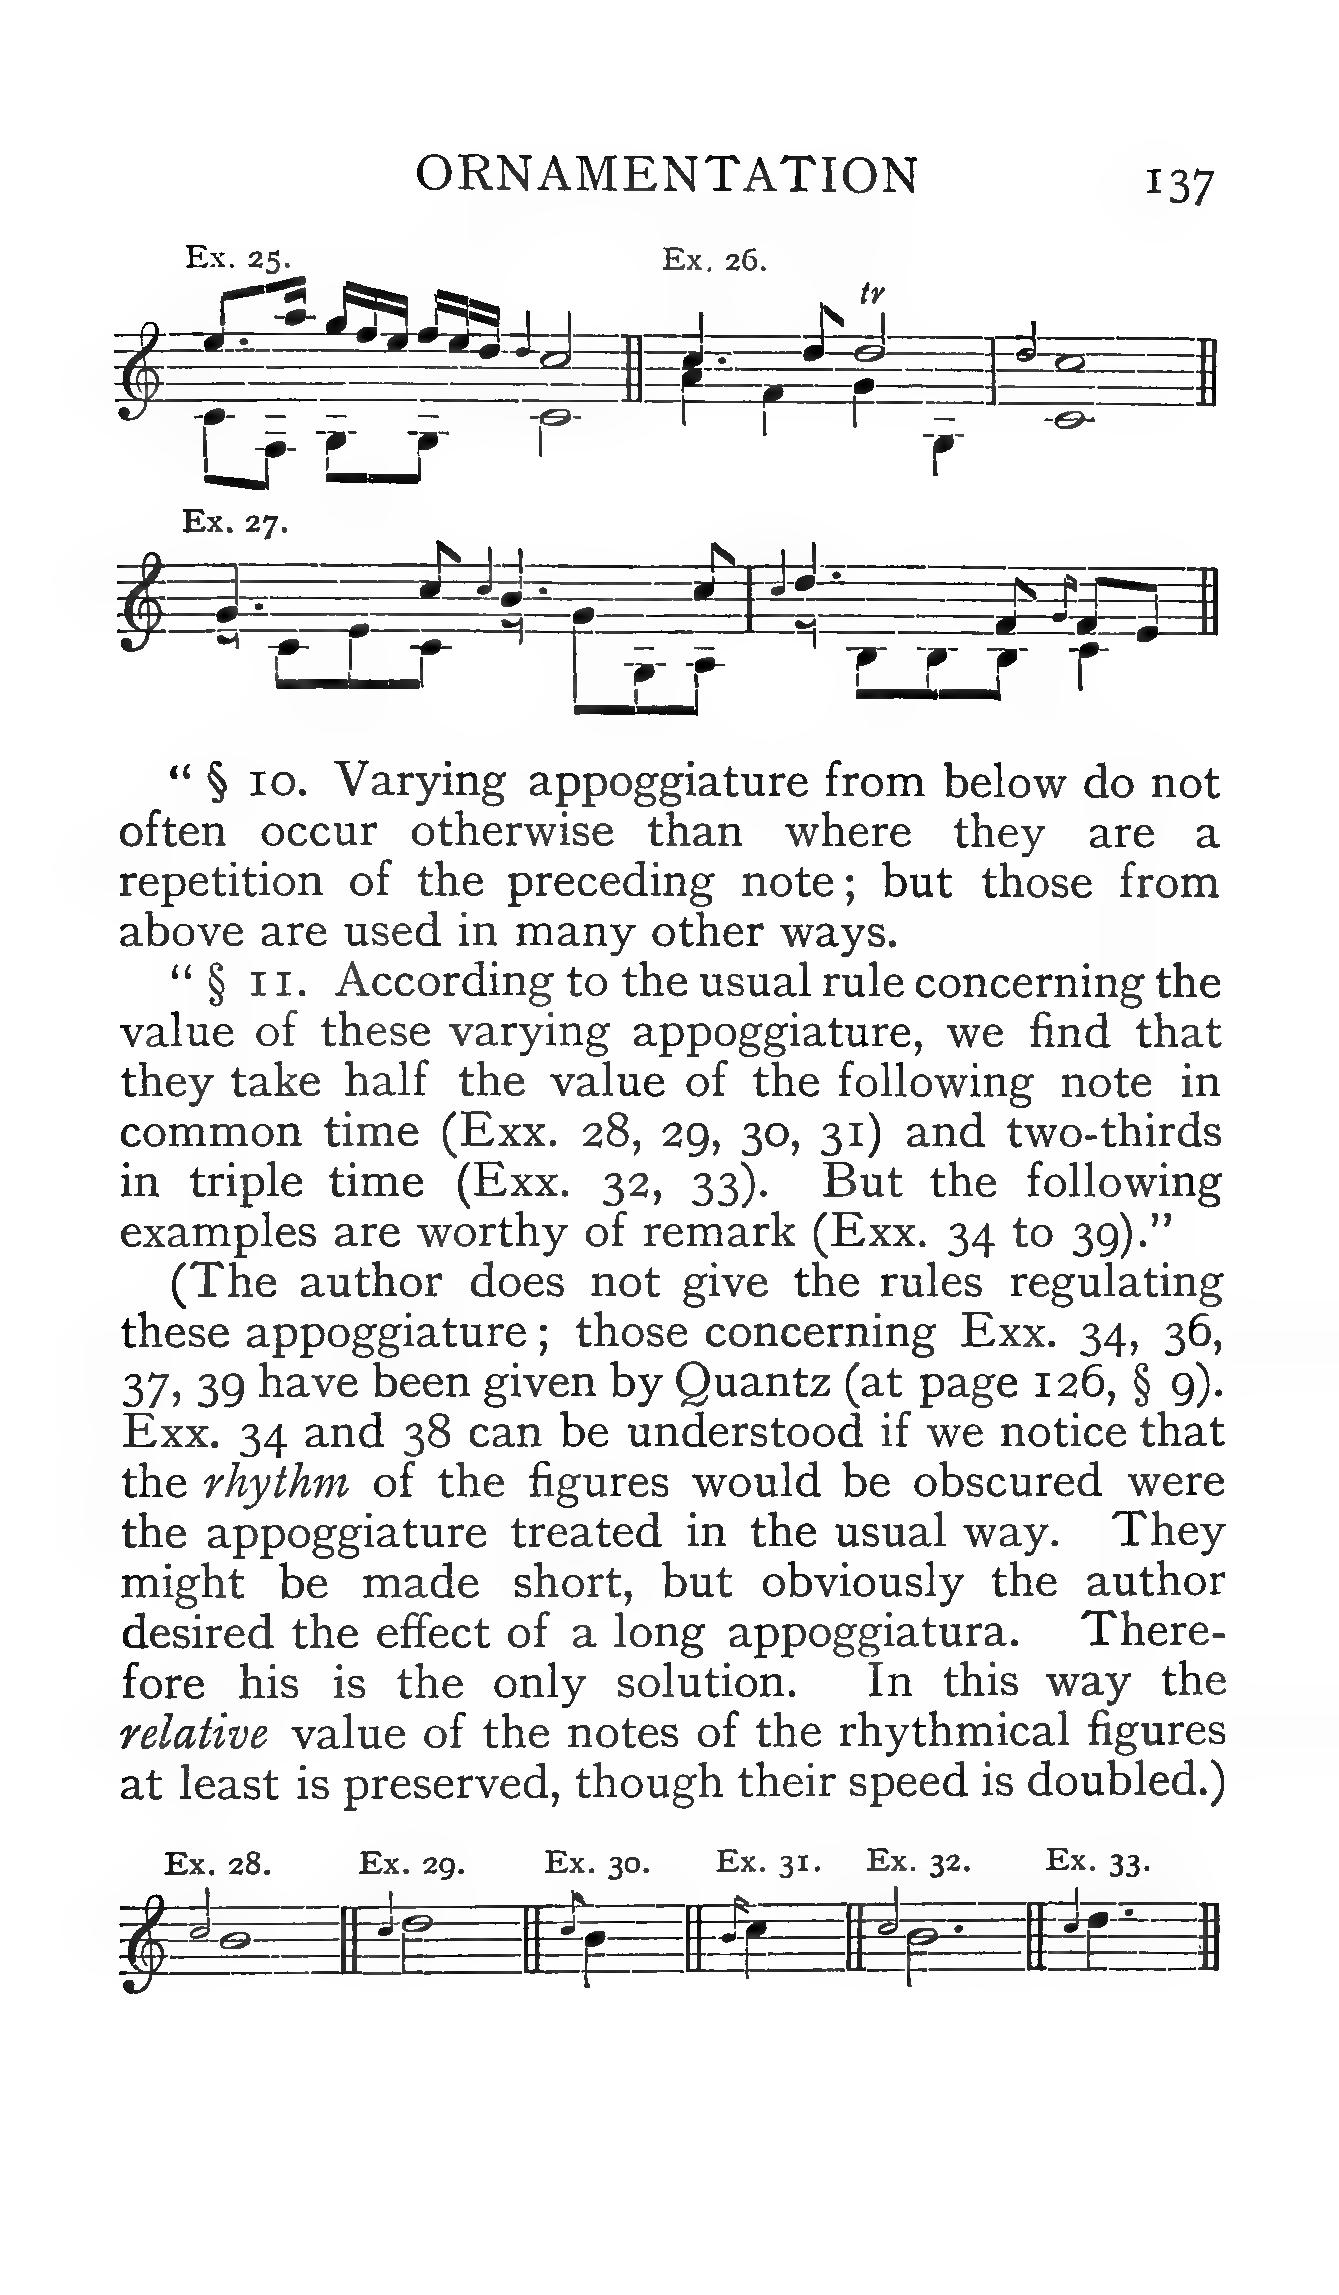 ORNAMENTATION 137
Ex. 25. Ex. 26.
tr
Ex. 27.
“ § 10. Varying appoggiature from below do not
often occur otherwise than where they are a
repetition of the preceding note; but those from
above are used in many other ways.
“ § 11. According to the usual rule concerning the
value of these varying appoggiature, we find that
they take half the value of the following note in
common time (Exx. 28, 29, 30, 31) and two-thirds
in triple time (Exx. 32, 33). But the following
examples are worthy of remark (Exx. 34 to 39).”
(The author does not give the rules regulating
these appoggiature; those concerning Exx. 34, 36,
37, 39 have been given by Quantz (at page 126, § 9).
Exx. 34 and 38 can be understood if we notice that
the rhythm of the figures would be obscured were
the appoggiature treated in the usual way. They
might be made short, but obviously the author
desired the effect of a long appoggiatura. There-
fore his is the only solution. In this way the
relative value of the notes of the rhythmical figures
at least is preserved, though their speed is doubled.)
Ex. 28. Ex. 29. Ex. 30. Ex. 31. Ex. 32. Ex. 33.